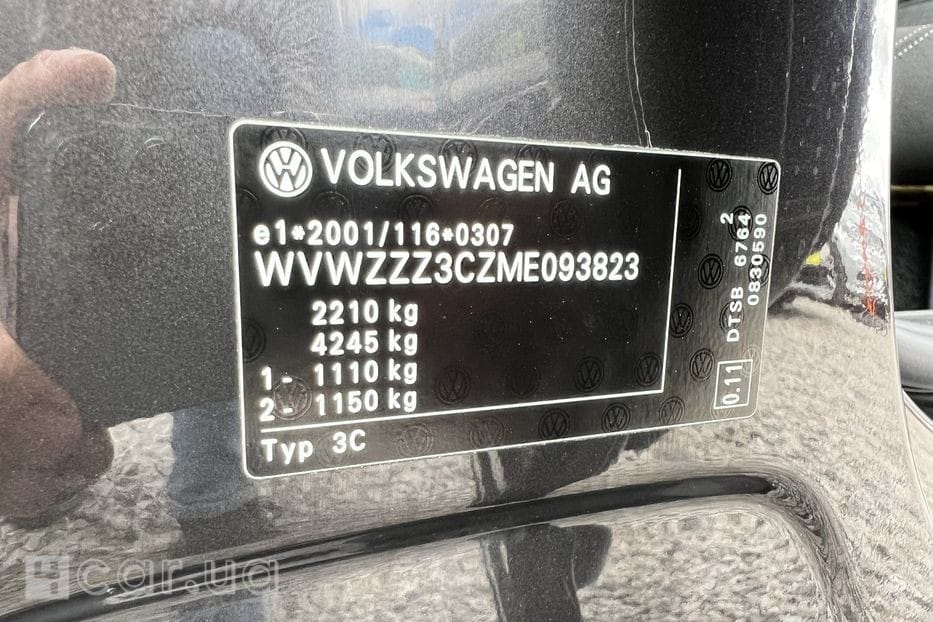 VOLKSWAGEN AG
e1*2001/116*0307
WVWZZZ3CZME093823
2210 kg
4245 kg
1 - 1110 kg
2 - 1150 kg
Typ 3C
0.11
DTSB 6764 2
0830590
car.ua